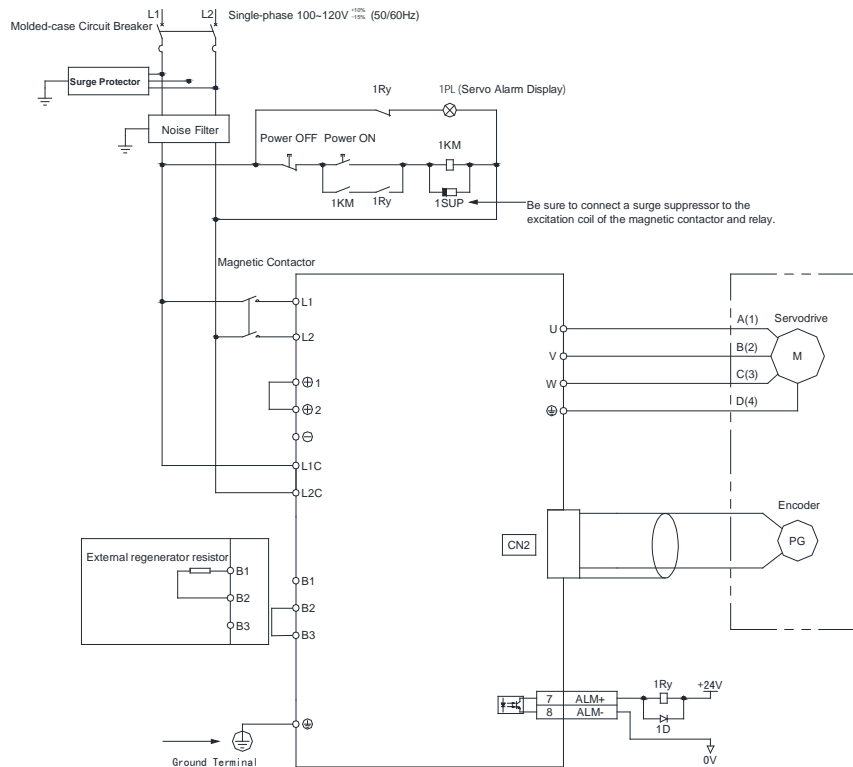 L1 L2 Single-phase 100~120V +10% -15% (50/60Hz)
Molded-case Circuit Breaker
Surge Protector
1Ry 1PL (Servo Alarm Display)
Noise Filter
Power OFF Power ON
1KM
1KM 1Ry 1SUP
Be sure to connect a surge suppressor to the
excitation coil of the magnetic contactor and relay.
Magnetic Contactor
L1
L2
1
2
L1C
L2C
U
V
W
A(1)
B(2)
C(3)
D(4)
Servodrive
M
Encoder
PG
CN2
External regenerator resistor
B1
B2
B3
B1
B2
B3
7 ALM+
8 ALM-
1Ry +24V
1D
0V
Ground Terminal